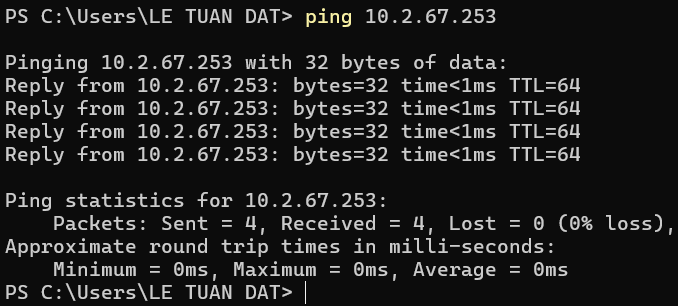 PS C:\Users\LE TUAN DAT> ping 10.2.67.253

Pinging 10.2.67.253 with 32 bytes of data:
Reply from 10.2.67.253: bytes=32 time<1ms TTL=64
Reply from 10.2.67.253: bytes=32 time<1ms TTL=64
Reply from 10.2.67.253: bytes=32 time<1ms TTL=64
Reply from 10.2.67.253: bytes=32 time<1ms TTL=64

Ping statistics for 10.2.67.253:
    Packets: Sent = 4, Received = 4, Lost = 0 (0% loss),
Approximate round trip times in milli-seconds:
    Minimum = 0ms, Maximum = 0ms, Average = 0ms
PS C:\Users\LE TUAN DAT>